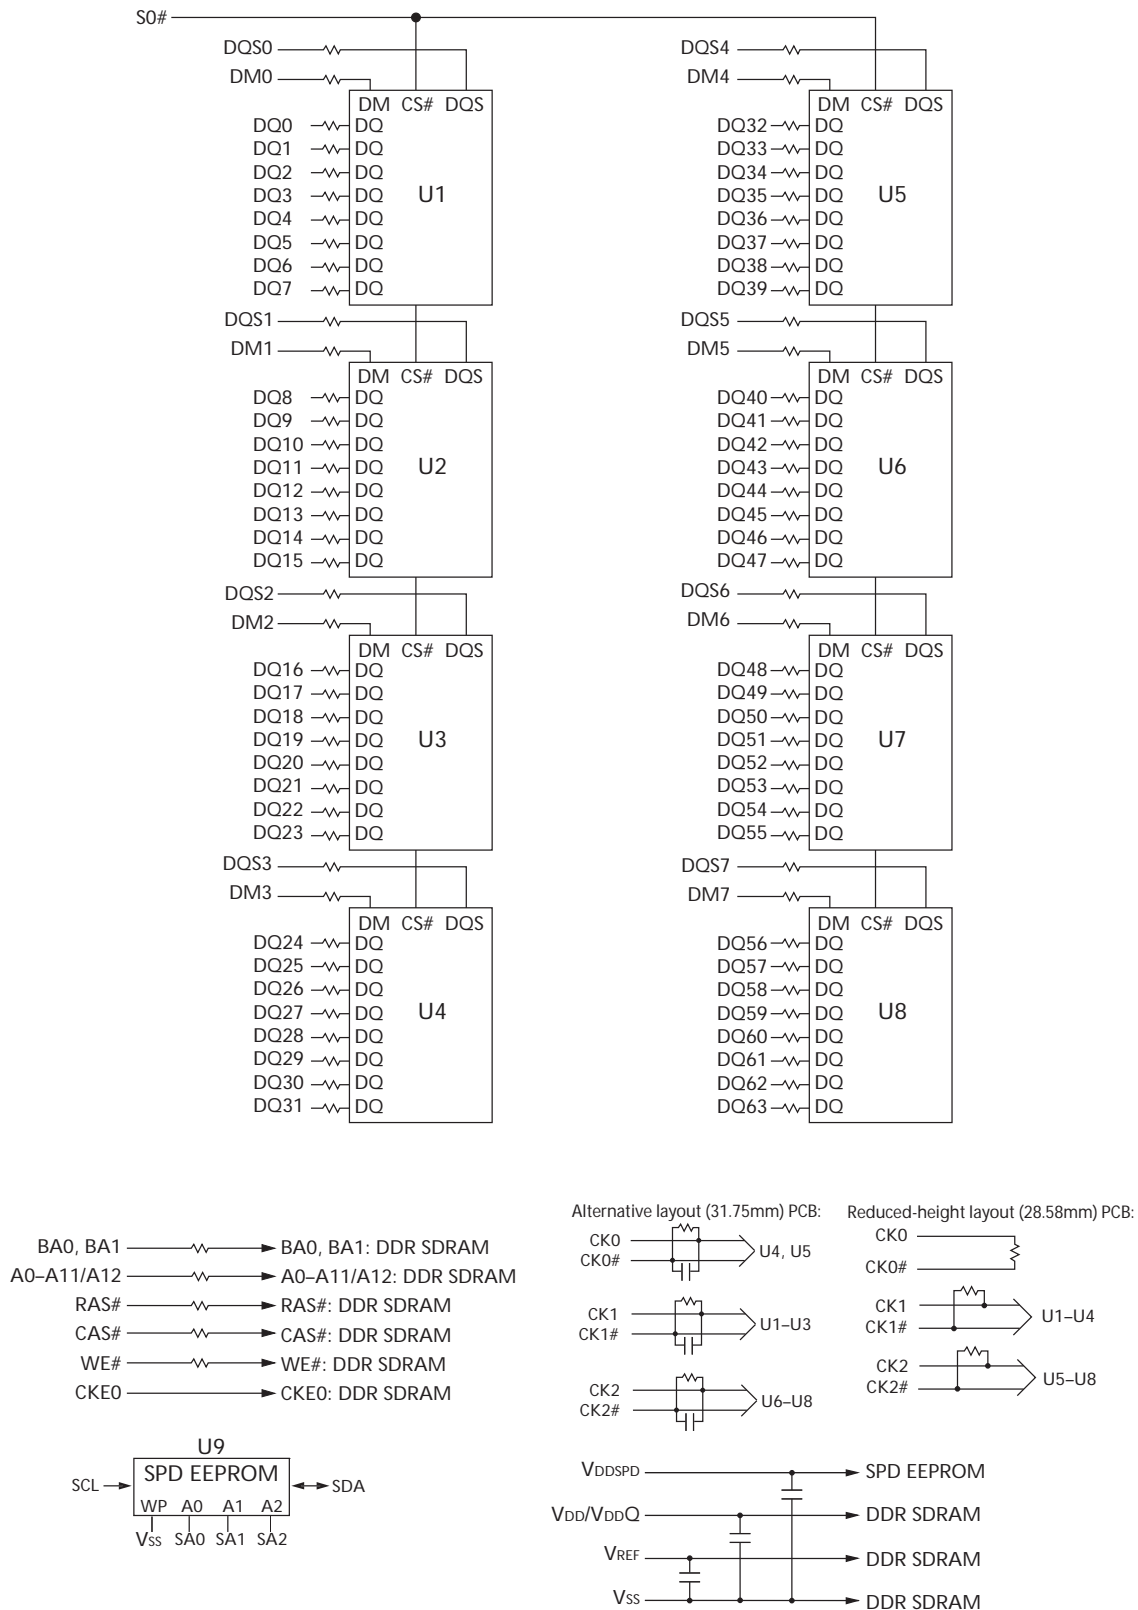 S0#
DQS0
DM0
DM CS# DQS
DQ0 DQ
DQ1 DQ
DQ2 DQ
DQ3 DQ
DQ4 DQ
DQ5 DQ
DQ6 DQ
DQ7 DQ
U1
DQS1
DM1
DM CS# DQS
DQ8 DQ
DQ9 DQ
DQ10 DQ
DQ11 DQ
DQ12 DQ
DQ13 DQ
DQ14 DQ
DQ15 DQ
U2
DQS2
DM2
DM CS# DQS
DQ16 DQ
DQ17 DQ
DQ18 DQ
DQ19 DQ
DQ20 DQ
DQ21 DQ
DQ22 DQ
DQ23 DQ
U3
DQS3
DM3
DM CS# DQS
DQ24 DQ
DQ25 DQ
DQ26 DQ
DQ27 DQ
DQ28 DQ
DQ29 DQ
DQ30 DQ
DQ31 DQ
U4
DQS4
DM4
DM CS# DQS
DQ32 DQ
DQ33 DQ
DQ34 DQ
DQ35 DQ
DQ36 DQ
DQ37 DQ
DQ38 DQ
DQ39 DQ
U5
DQS5
DM5
DM CS# DQS
DQ40 DQ
DQ41 DQ
DQ42 DQ
DQ43 DQ
DQ44 DQ
DQ45 DQ
DQ46 DQ
DQ47 DQ
U6
DQS6
DM6
DM CS# DQS
DQ48 DQ
DQ49 DQ
DQ50 DQ
DQ51 DQ
DQ52 DQ
DQ53 DQ
DQ54 DQ
DQ55 DQ
U7
DQS7
DM7
DM CS# DQS
DQ56 DQ
DQ57 DQ
DQ58 DQ
DQ59 DQ
DQ60 DQ
DQ61 DQ
DQ62 DQ
DQ63 DQ
U8
BA0, BA1 BA0, BA1: DDR SDRAM
A0–A11/A12 A0–A11/A12: DDR SDRAM
RAS# RAS#: DDR SDRAM
CAS# CAS#: DDR SDRAM
WE# WE#: DDR SDRAM
CKE0 CKE0: DDR SDRAM
U9
SPD EEPROM
SCL SDA
WP A0 A1 A2
VSS SA0 SA1 SA2
Alternative layout (31.75mm) PCB:
CK0
CK0#
U4, U5
CK1
CK1#
U1–U3
CK2
CK2#
U6–U8
Reduced-height layout (28.58mm) PCB:
CK0
CK0#
CK1
CK1#
U1–U4
CK2
CK2#
U5–U8
VDDSPD SPD EEPROM
VDD/VDDQ DDR SDRAM
VREF DDR SDRAM
VSS DDR SDRAM